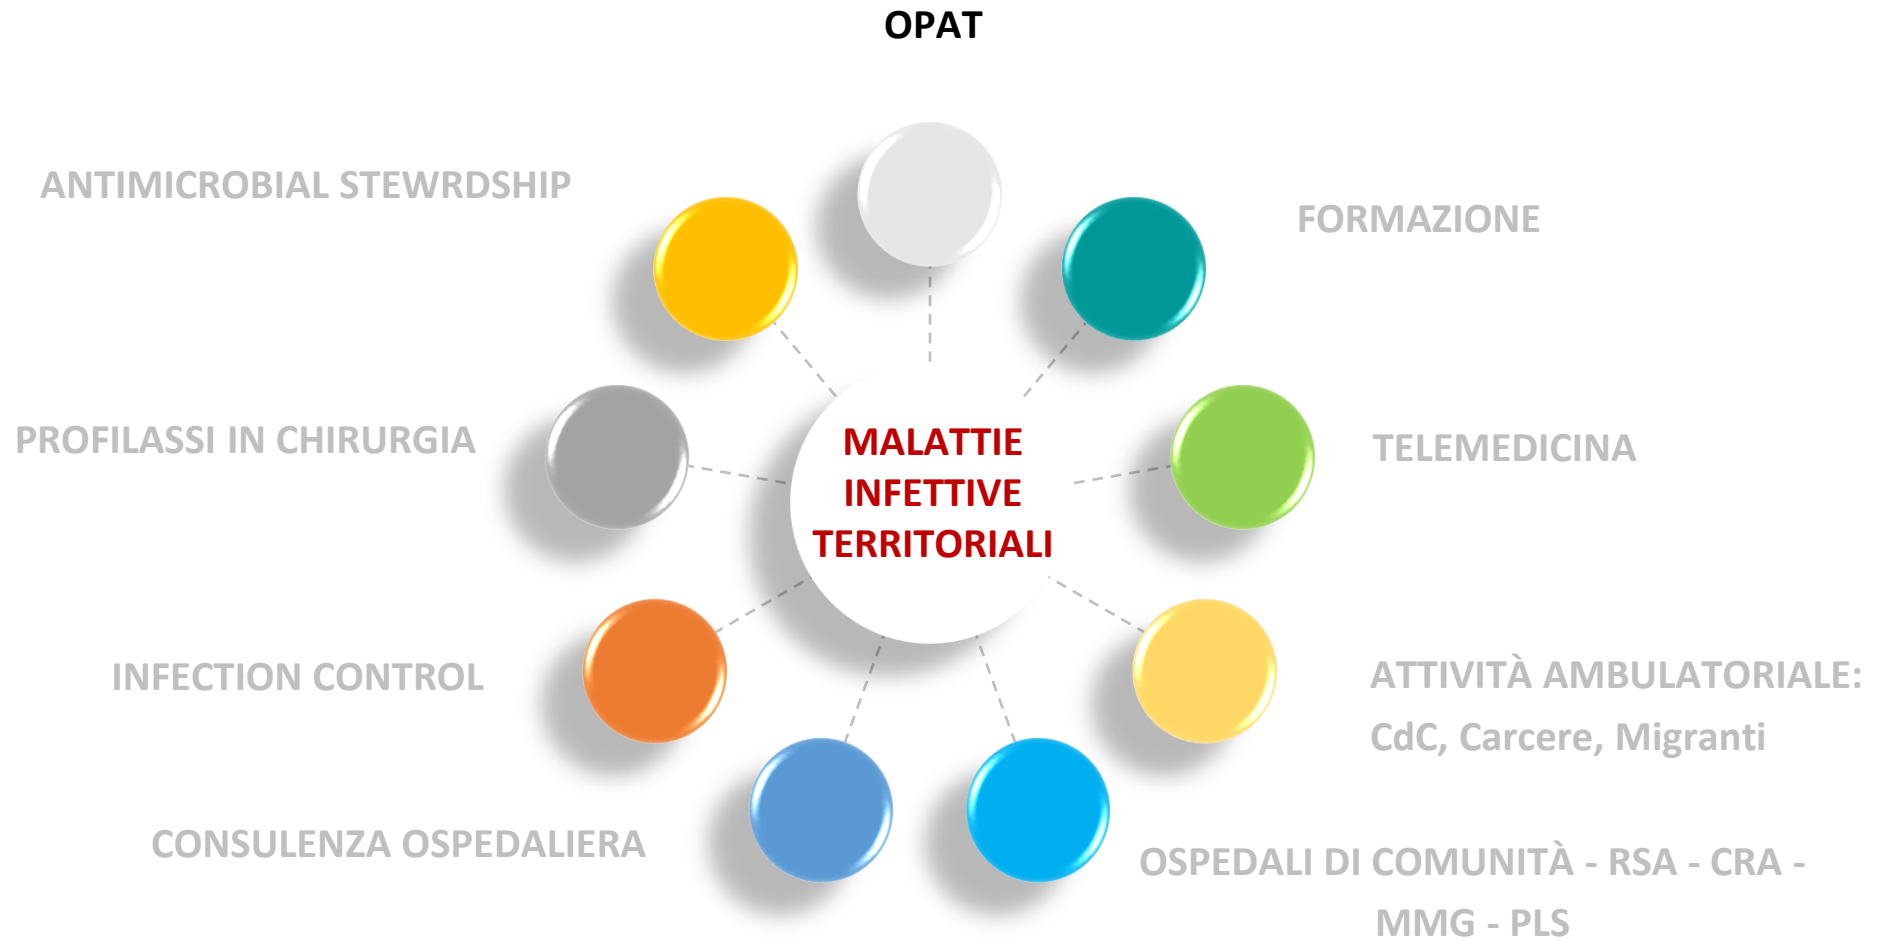 OPAT
ANTIMICROBIAL STEWRDSHIP
FORMAZIONE
PROFILASSI IN CHIRURGIA
MALATTIE
INFETTIVE
TERRITORIALI
TELEMEDICINA
INFECTION CONTROL
ATTIVITÀ AMBULATORIALE:
CdC, Carcere, Migranti
CONSULENZA OSPEDALIERA
OSPEDALI DI COMUNITÀ - RSA - CRA -
MMG - PLS